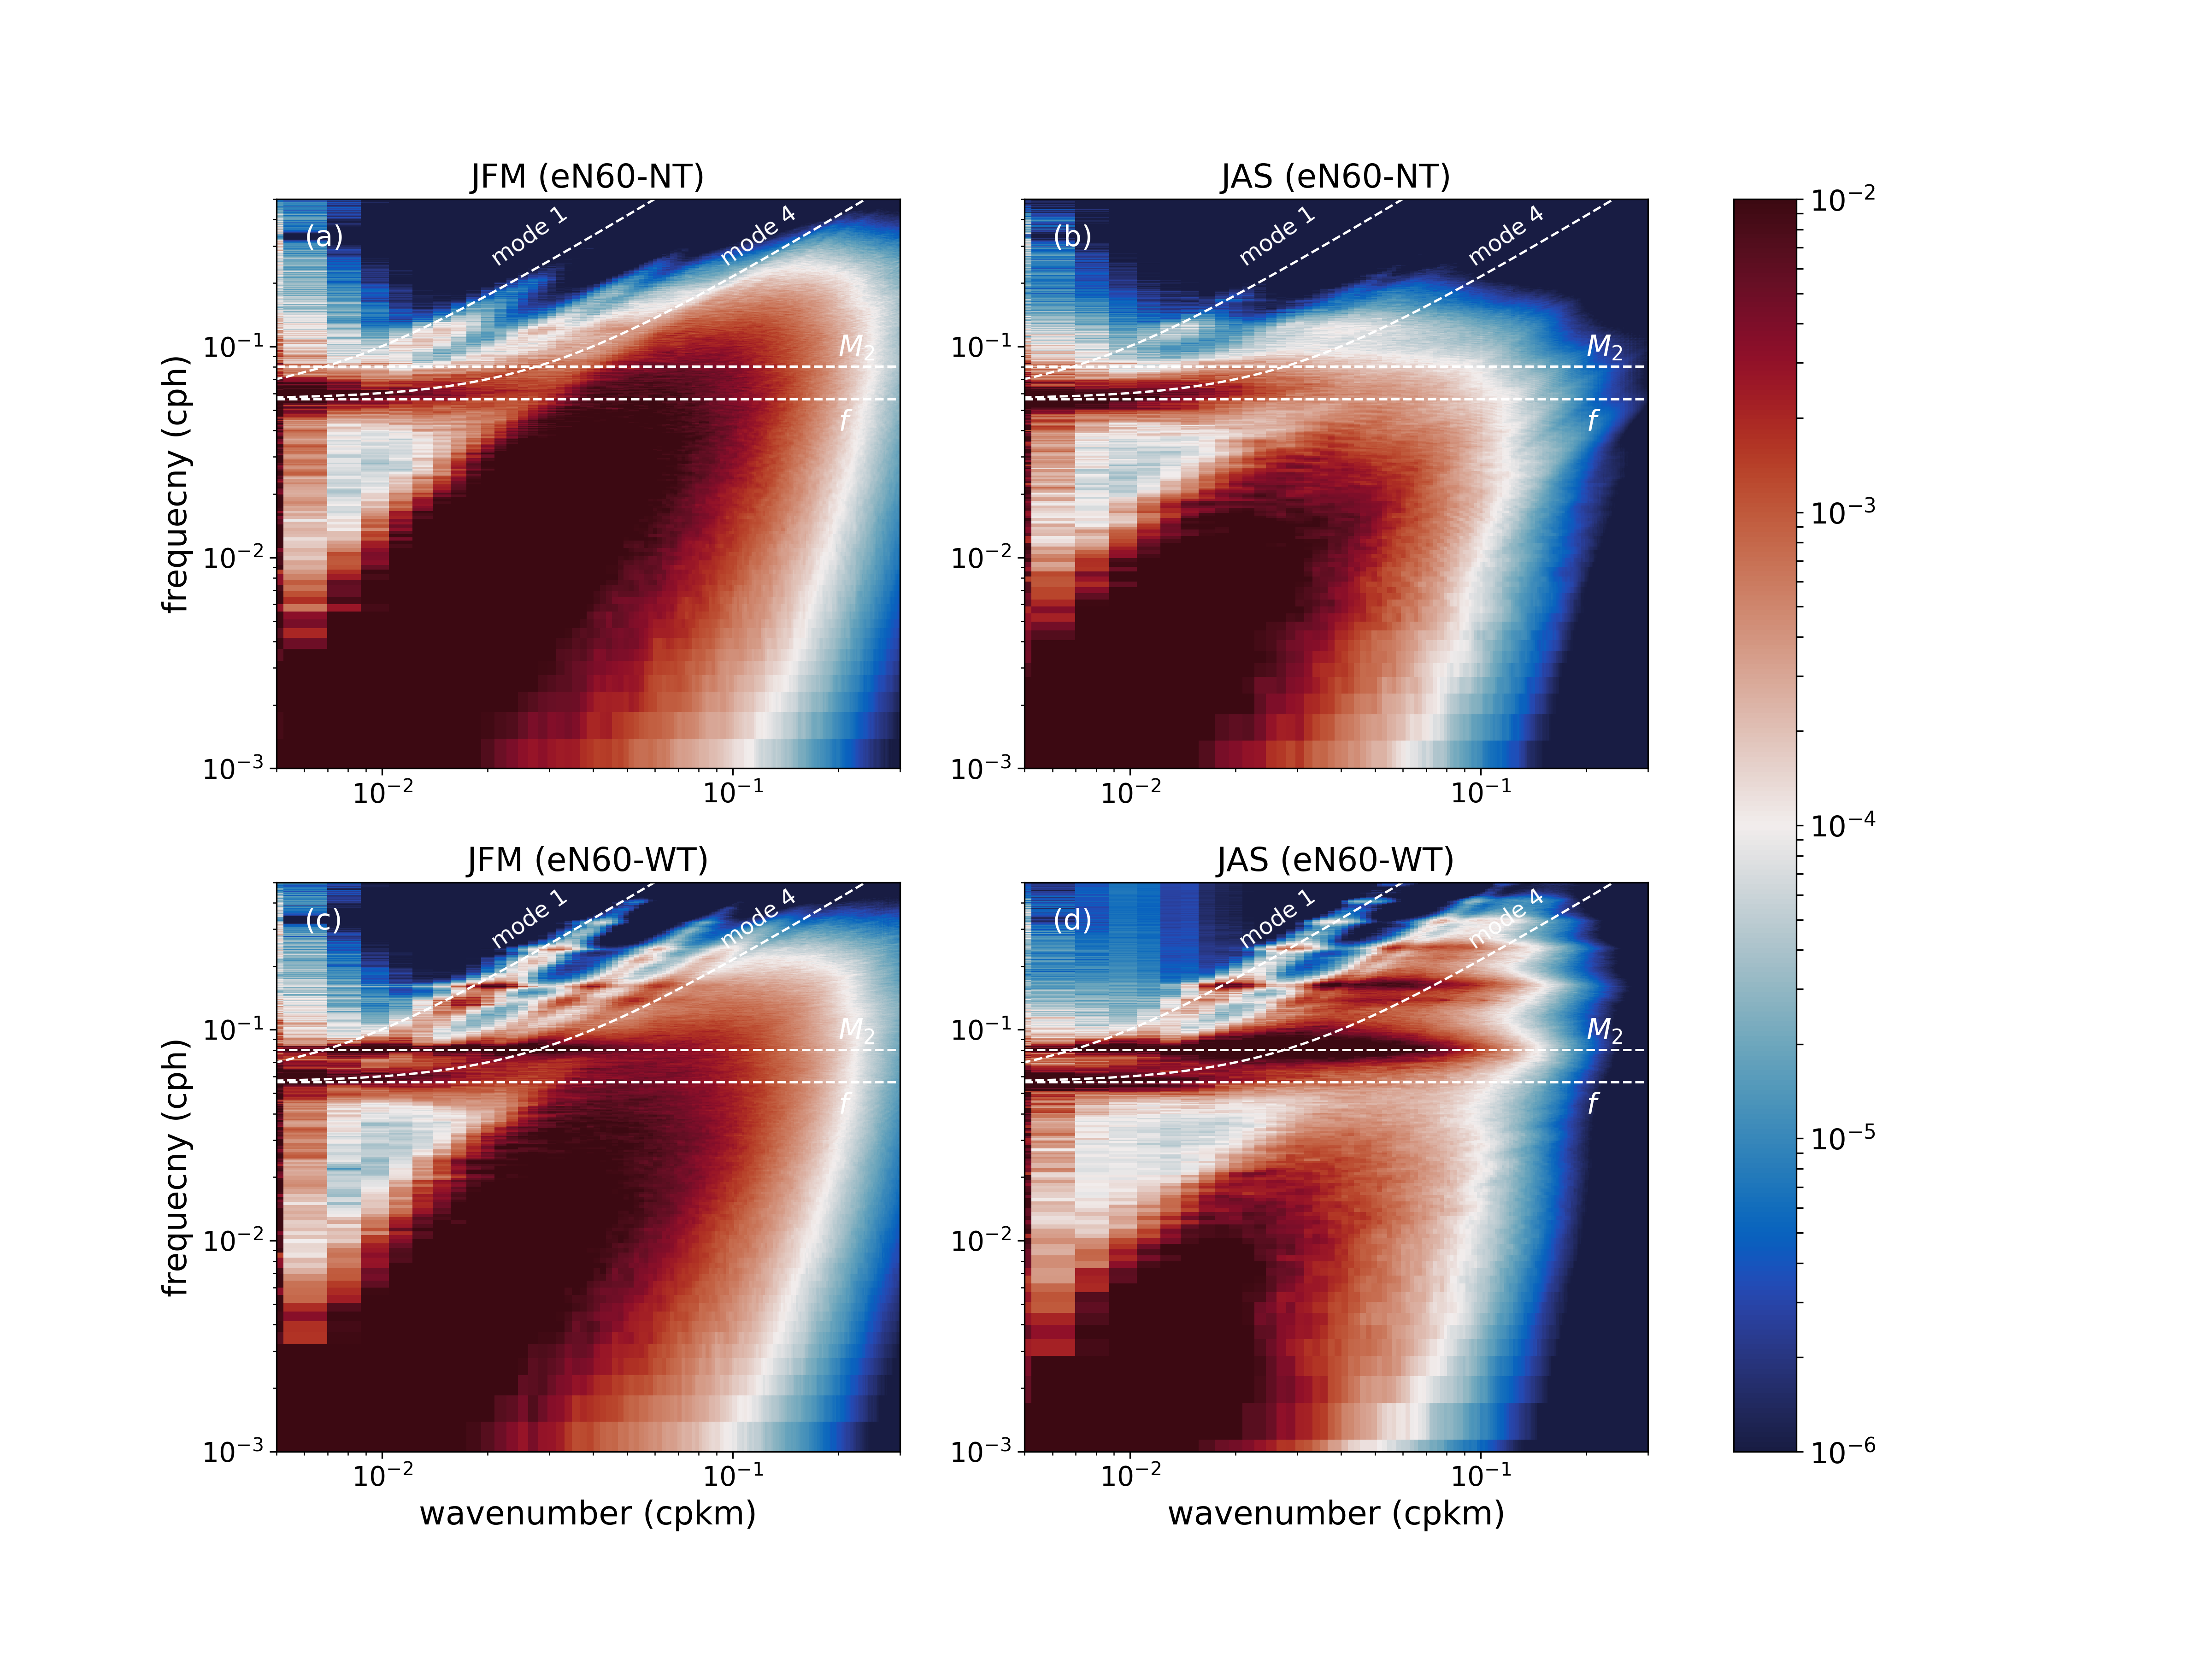 JFM (eN60-NT)
JAS (eN60-NT)
(a)
mode 1
mode 4
M₂
f
(b)
mode 1
mode 4
M₂
f
frequecny (cph)
10⁻¹
10⁻²
10⁻³
10⁻²
10⁻¹
10⁻¹
10⁻²
10⁻³
10⁻²
10⁻¹
JFM (eN60-WT)
JAS (eN60-WT)
(c)
mode 1
mode 4
M₂
f
(d)
mode 1
mode 4
M₂
f
frequecny (cph)
10⁻¹
10⁻²
10⁻³
10⁻²
10⁻¹
10⁻¹
10⁻²
10⁻³
10⁻²
10⁻¹
wavenumber (cpkm)
wavenumber (cpkm)
10⁻²
10⁻³
10⁻⁴
10⁻⁵
10⁻⁶